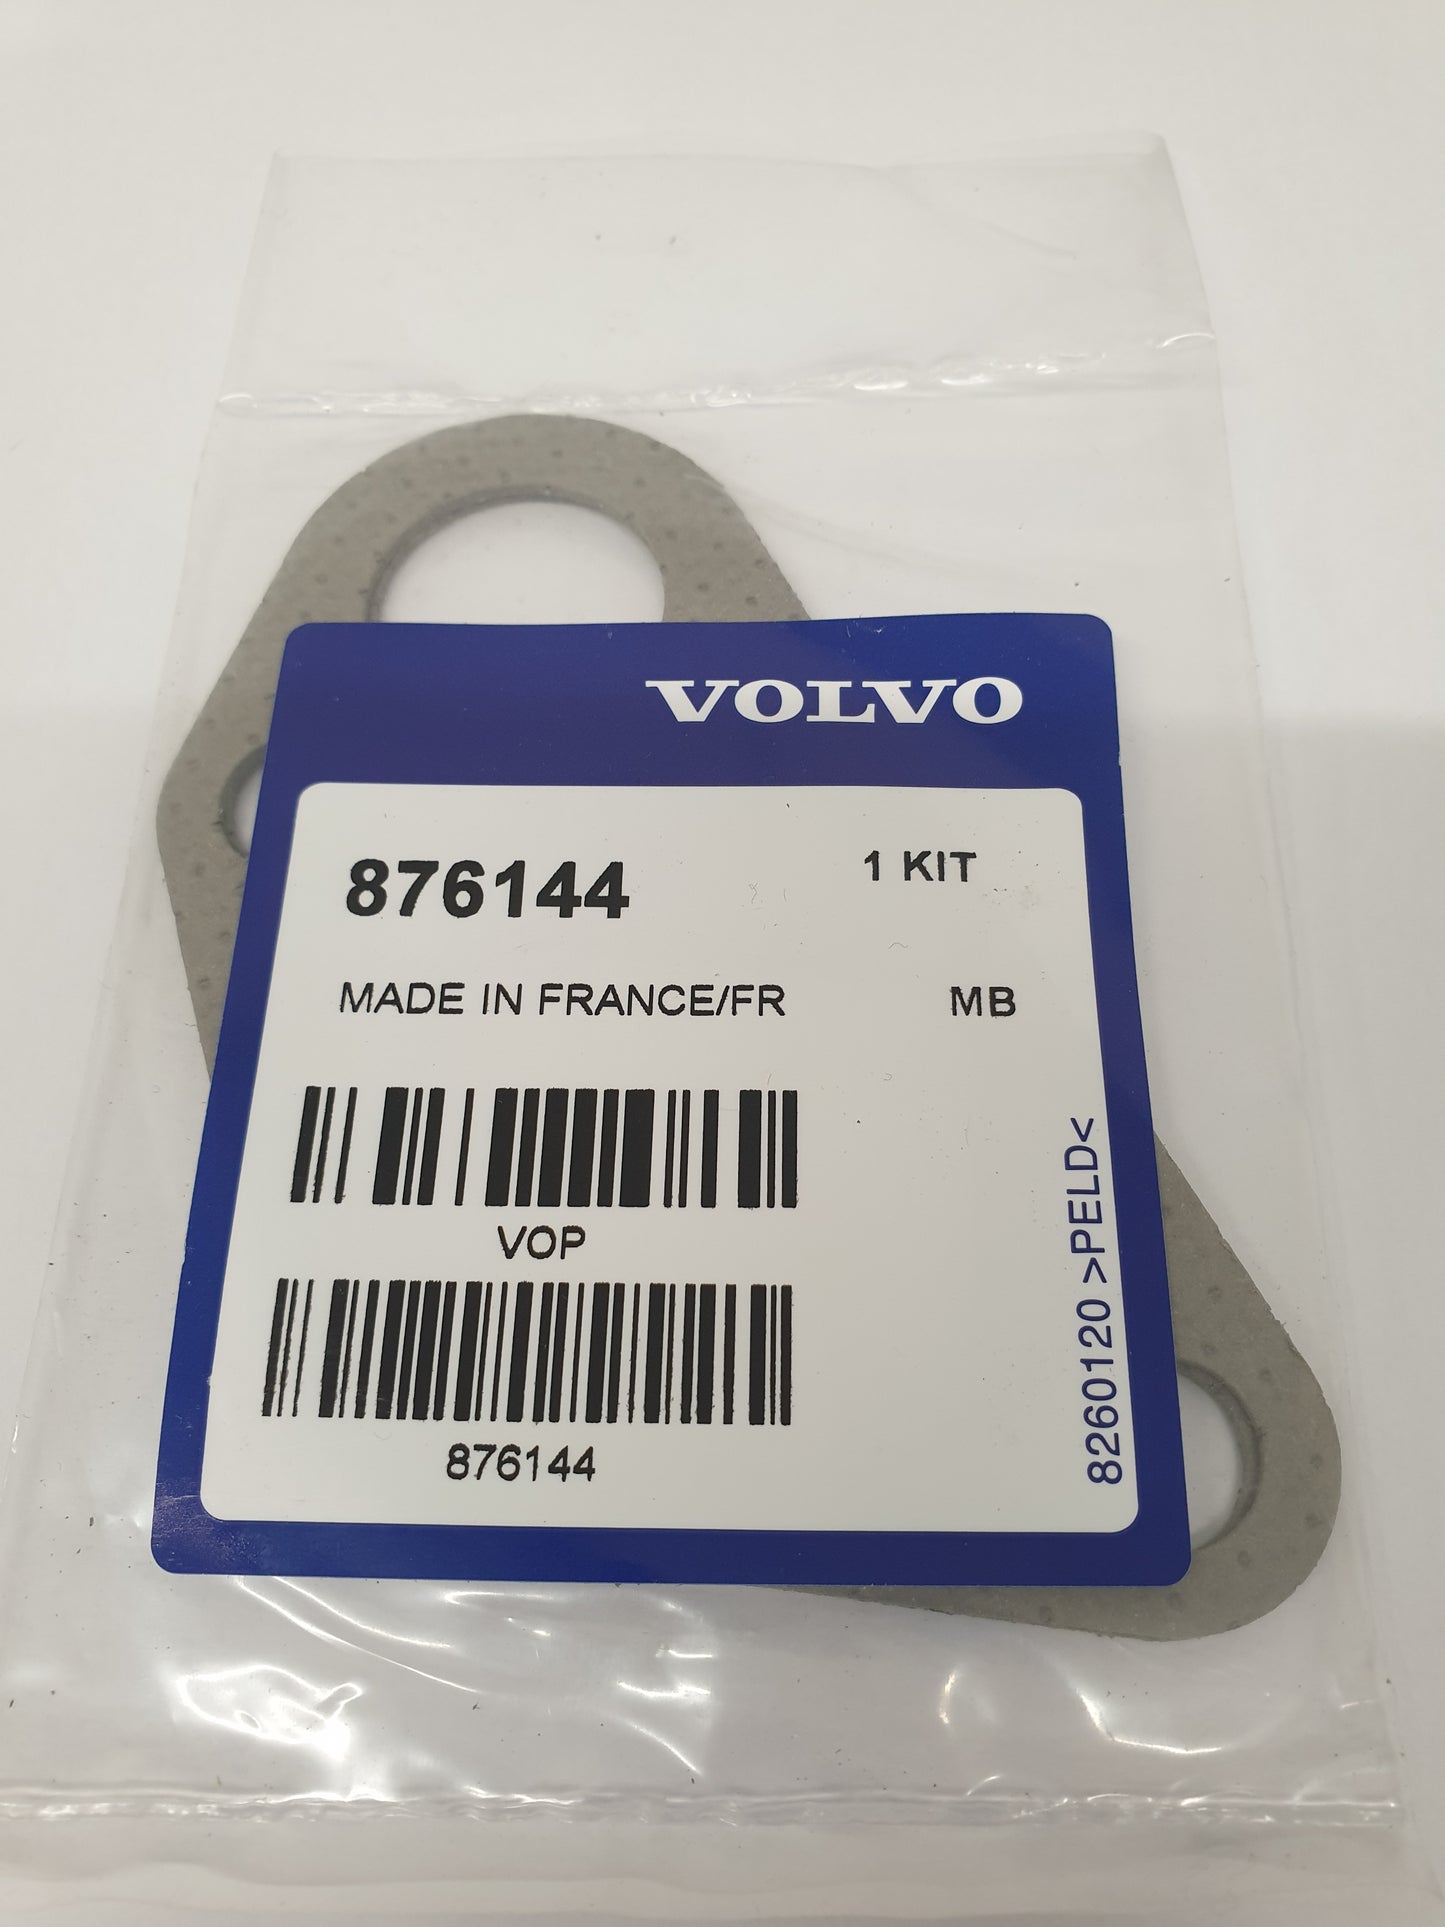 VOLVO
876144
1 KIT
MADE IN FRANCE/FR
MB
VOP
876144
8260120 >PELD<